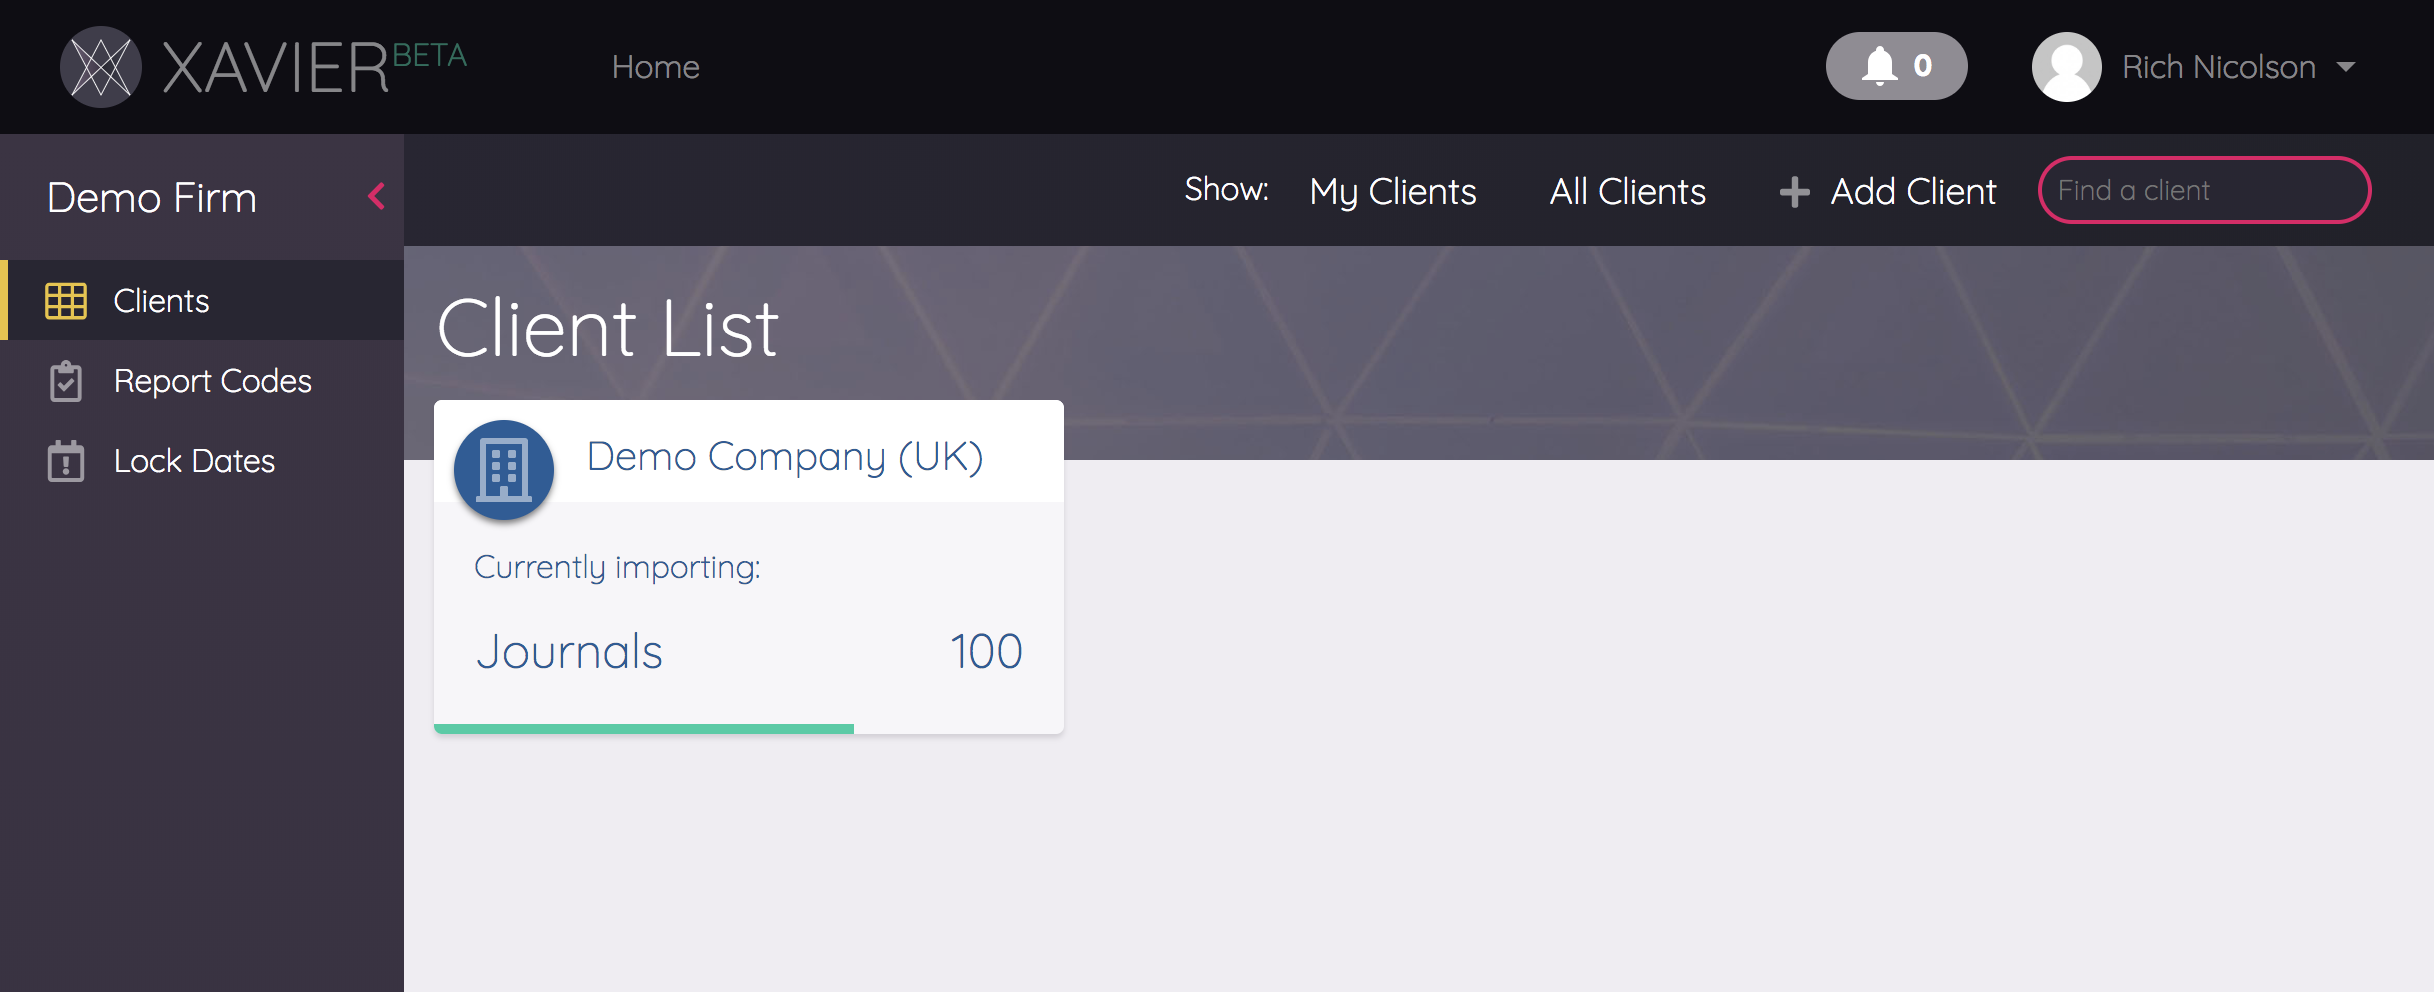 XAVIER BETA
Home
0
Rich Nicolson
Demo Firm
Show: My Clients All Clients Add Client Find a client
Clients
Report Codes
Lock Dates
Client List
Demo Company (UK)
Currently importing:
Journals 100